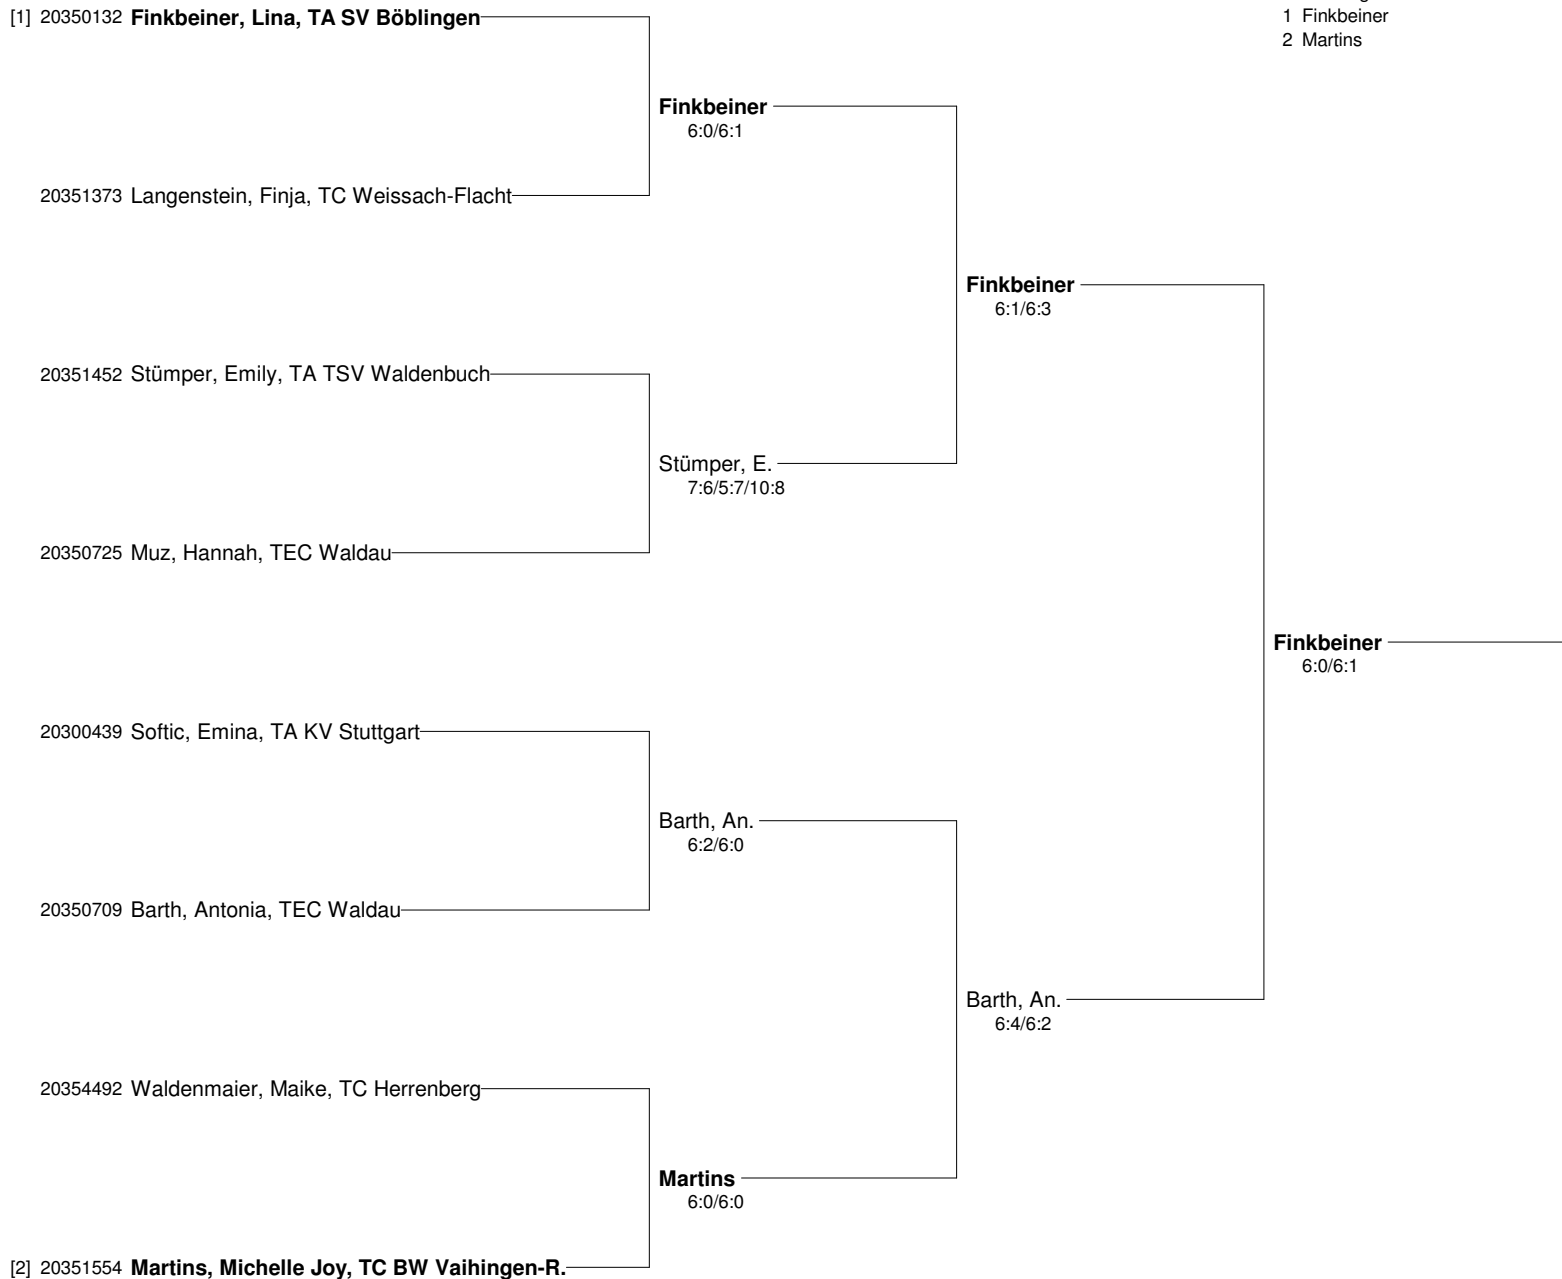 [1] 20350132 Finkbeiner, Lina, TA SV Böblingen
1 Finkbeiner
2 Martins
Finkbeiner
6:0/6:1
20351373 Langenstein, Finja, TC Weissach-Flacht
Finkbeiner
6:1/6:3
20351452 Stümper, Emily, TA TSV Waldenbuch
Stümper, E.
7:6/5:7/10:8
20350725 Muz, Hannah, TEC Waldau
Finkbeiner
6:0/6:1
20300439 Softic, Emina, TA KV Stuttgart
Barth, An.
6:2/6:0
20350709 Barth, Antonia, TEC Waldau
Barth, An.
6:4/6:2
20354492 Waldenmaier, Maike, TC Herrenberg
Martins
6:0/6:0
[2] 20351554 Martins, Michelle Joy, TC BW Vaihingen-R.